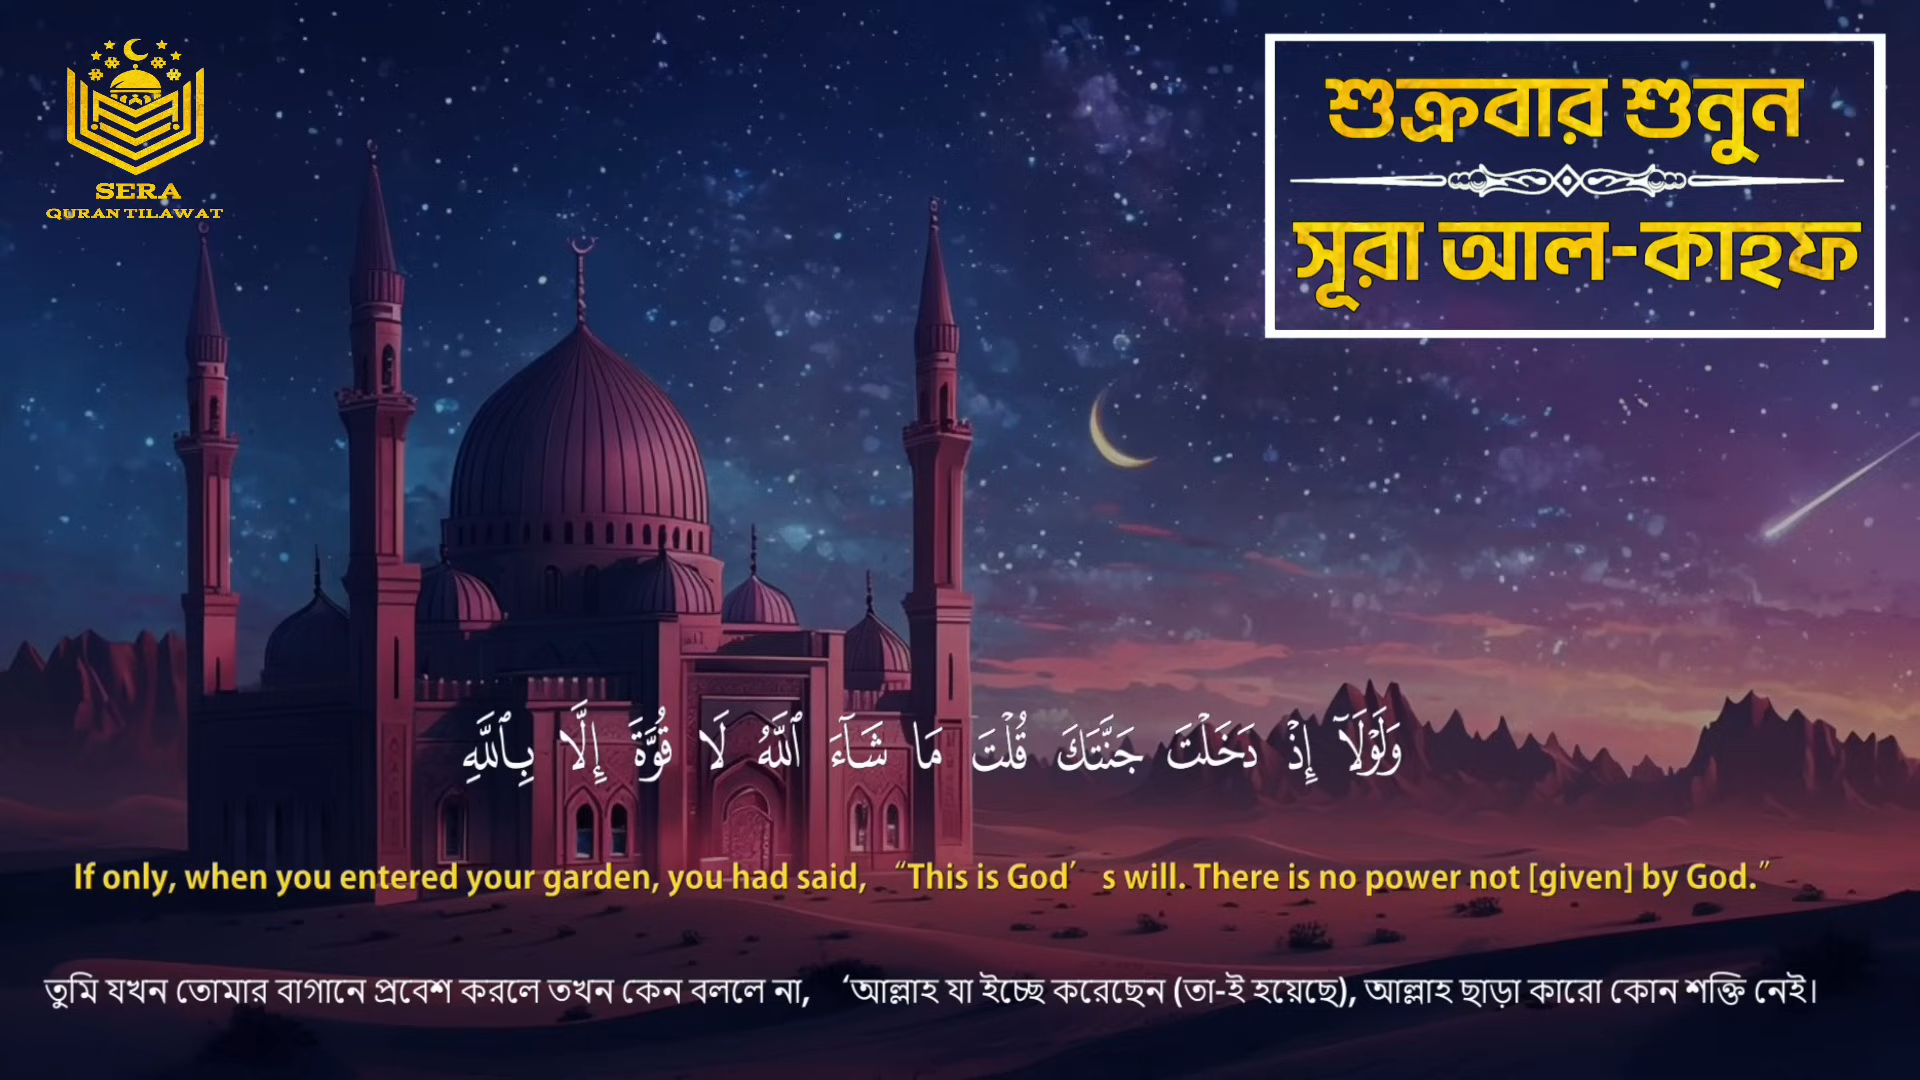 SERA
QURAN TILAWAT
শুক্রবার শুনুন
সূরা আল-কাহফ
وَلَوْلَآ إِذْ دَخَلْتَ جَنَّتَكَ قُلْتَ مَا شَآءَ ٱللَّهُ لَا قُوَّةَ إِلَّا بِٱللَّهِ
If only, when you entered your garden, you had said, “This is God’ s will. There is no power not [given] by God.”
তুমি যখন তোমার বাগানে প্রবেশ করলে তখন কেন বললে না, ‘আল্লাহ যা ইচ্ছে করেছেন (তা-ই হয়েছে), আল্লাহ ছাড়া কারো কোন শক্তি নেই।